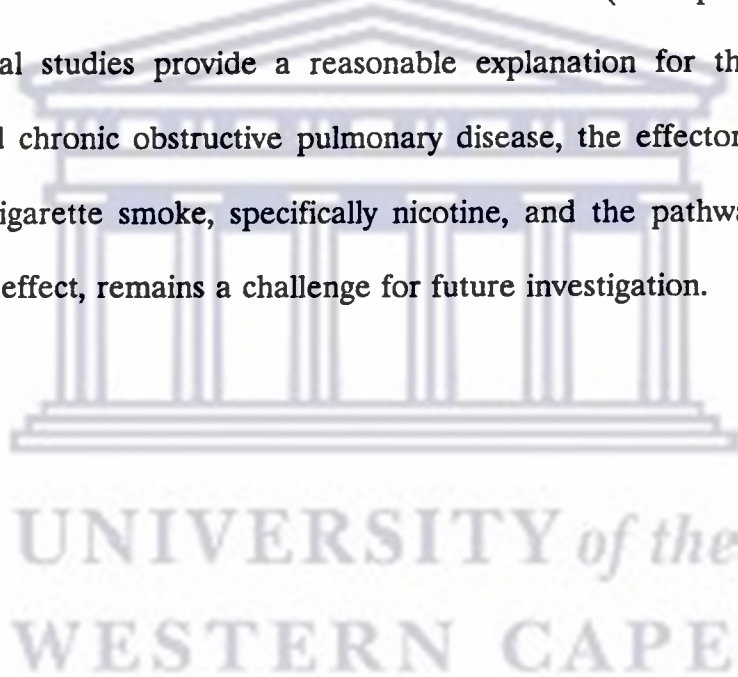 al studies provide a reasonable explanation for th
chronic obstructive pulmonary disease, the effector
igarette smoke, specifically nicotine, and the pathwa
effect, remains a challenge for future investigation.
UNIVERSITY of the
WESTERN CAPE